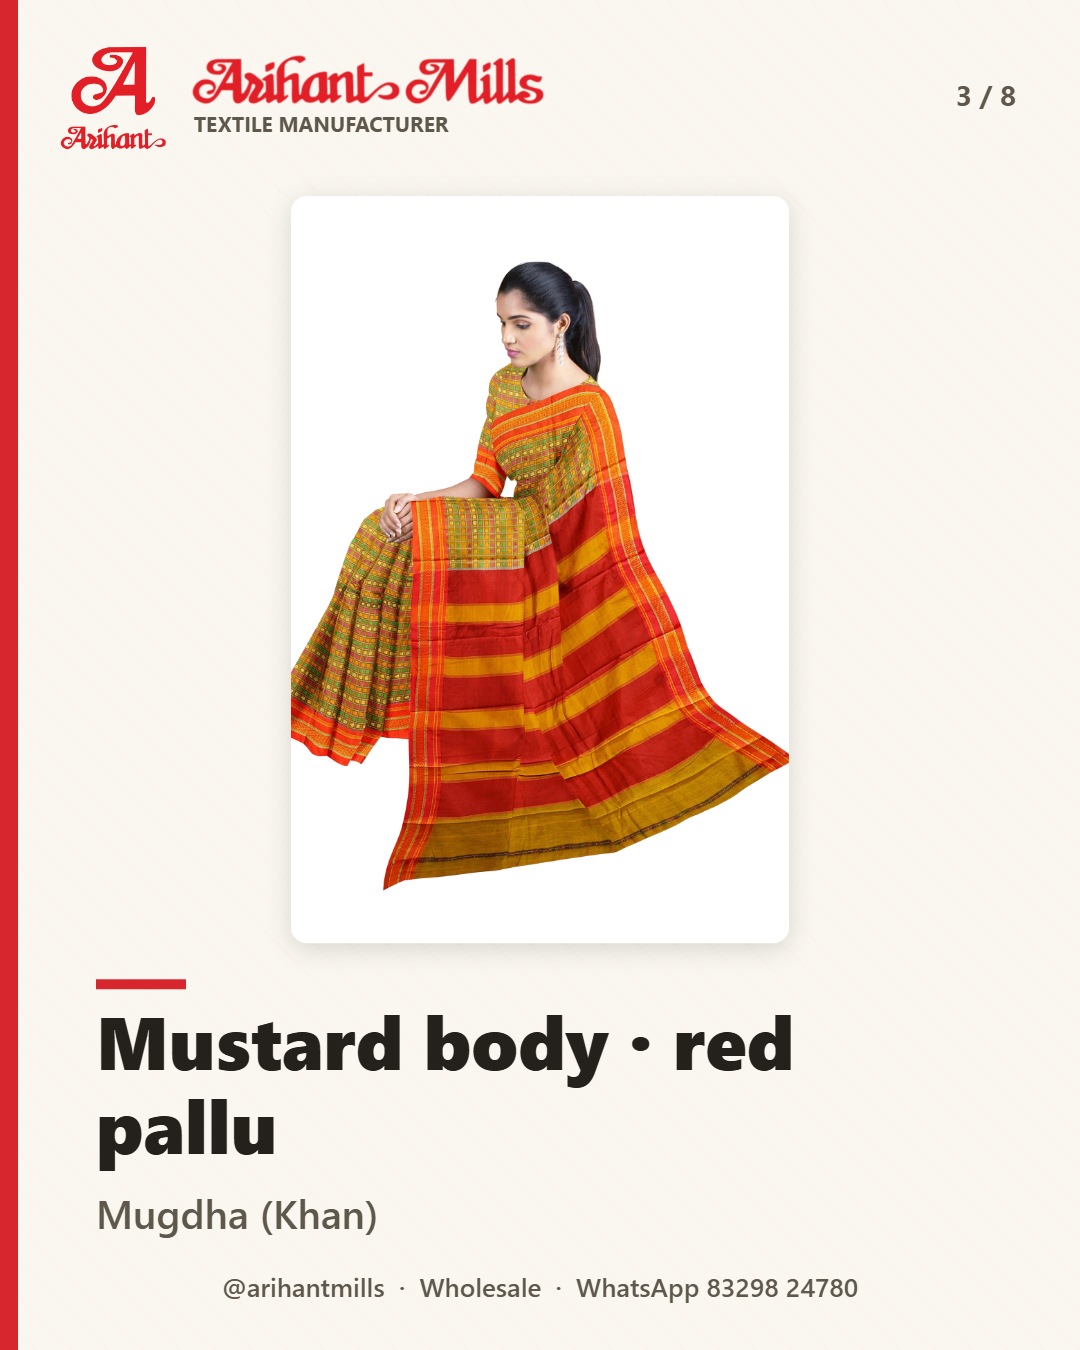 A
Arihant
Arihant Mills
TEXTILE MANUFACTURER
3 / 8
Mustard body · red
pallu
Mugdha (Khan)
@arihantmills · Wholesale · WhatsApp 83298 24780